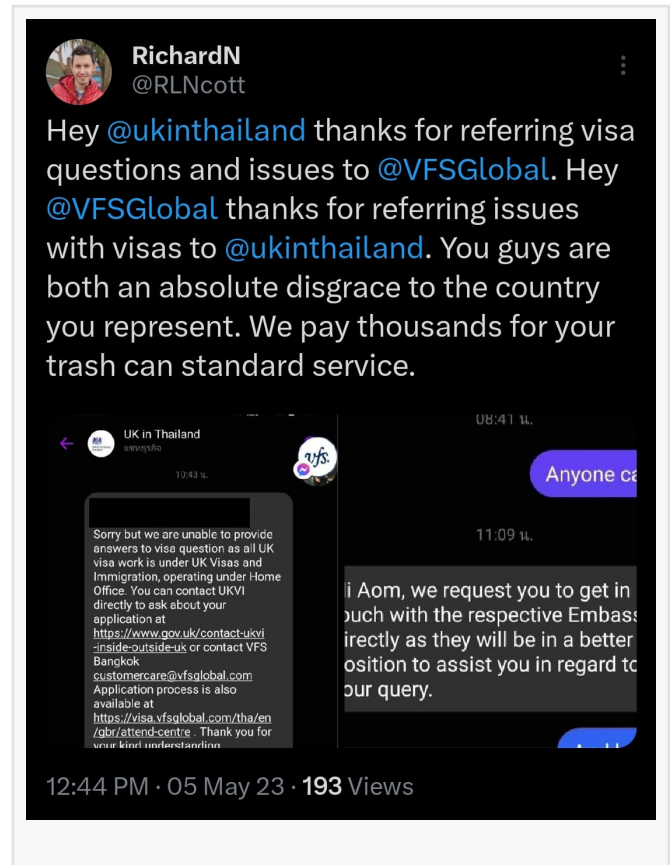 RichardN
@RLNcott
Hey @ukinthailand thanks for referring visa
questions and issues to @VFSGlobal. Hey
@VFSGlobal thanks for referring issues
with visas to @ukinthailand. You guys are
both an absolute disgrace to the country
you represent. We pay thousands for your
trash can standard service.
UK in Thailand
แชทธุรกิจ
vfs.
10:43 น.
Sorry but we are unable to provide
answers to visa question as all UK
visa work is under UK Visas and
Immigration, operating under Home
Office. You can contact UKVI
directly to ask about your
application at
https://www.gov.uk/contact-ukvi
-inside-outside-uk or contact VFS
Bangkok
customercare@vfsglobal.com
Application process is also
available at
https://visa.vfsglobal.com/tha/en
/gbr/attend-centre . Thank you for
your kind understanding
08:41 น.
Anyone ca
11:09 น.
i Aom, we request you to get in
ouch with the respective Embass
irectly as they will be in a better
osition to assist you in regard to
our query.
12:44 PM · 05 May 23 · 193 Views